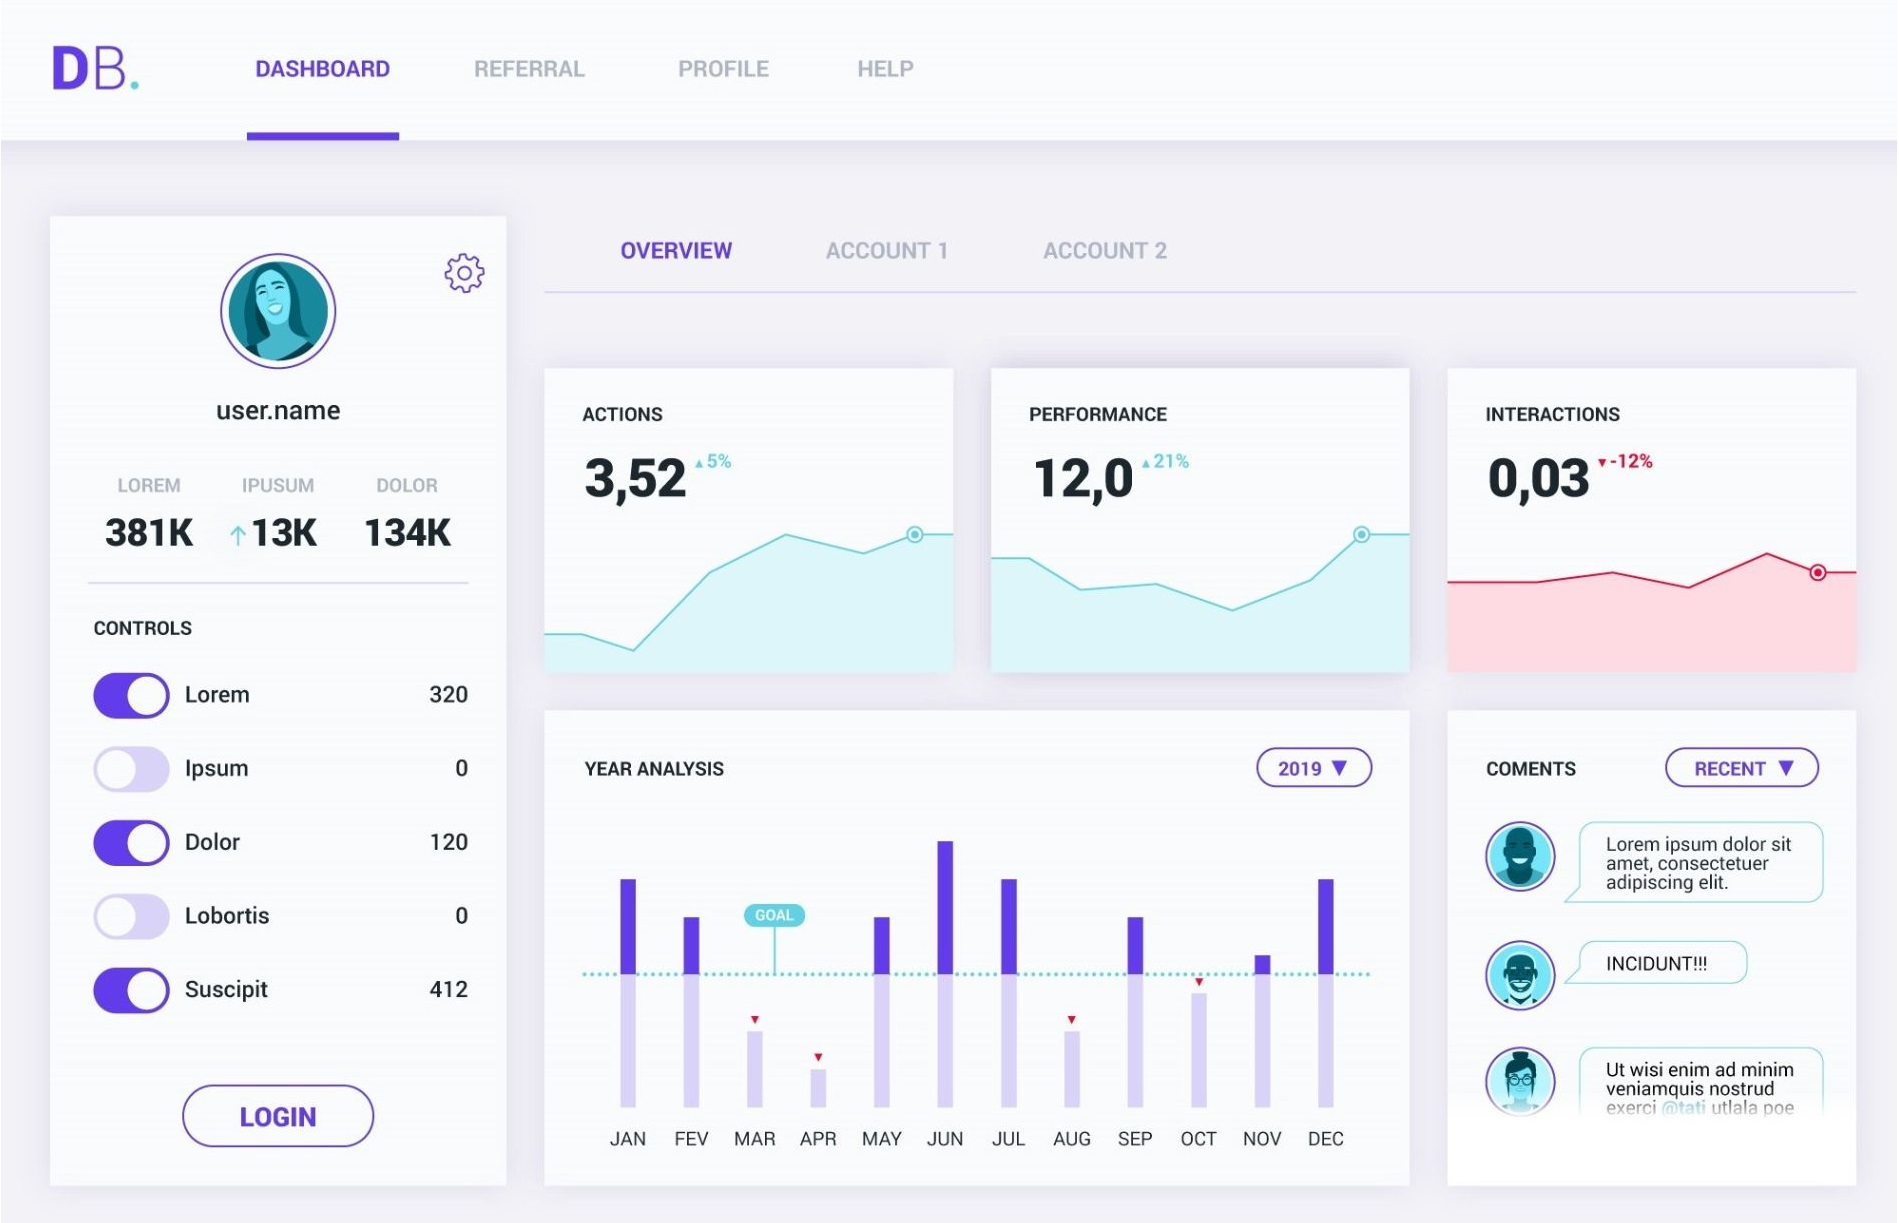 DB.
DASHBOARD
REFERRAL
PROFILE
HELP
user.name
LOREM
IPUSUM
DOLOR
381K
↑13K
134K
CONTROLS
Lorem 320
Ipsum 0
Dolor 120
Lobortis 0
Suscipit 412
LOGIN
OVERVIEW
ACCOUNT 1
ACCOUNT 2
ACTIONS
3,52 ▲5%
PERFORMANCE
12,0 ▲21%
INTERACTIONS
0,03 ▼-12%
YEAR ANALYSIS
2019 ▼
GOAL
JAN FEV MAR APR MAY JUN JUL AUG SEP OCT NOV DEC
COMENTS
RECENT ▼
Lorem ipsum dolor sit
amet, consectetuer
adipiscing elit.
INCIDUNT!!!
Ut wisi enim ad minim
veniamquis nostrud
exerci @tati utlala poe